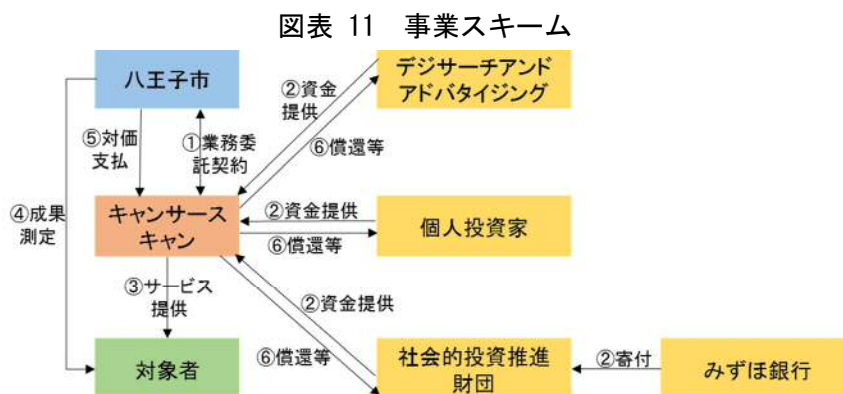 図表 11 事業スキーム
八王子市
デジサーチアンド
アドバタイジング
②資金
提供
⑤対価
支払
①業務委
託契約
⑥償還等
④成果
測定
キャンサース
キャン
②資金提供
⑥償還等
個人投資家
③サービス
提供
②資金提供
⑥償還等
対象者
社会的投資推進
財団
②寄付
みずほ銀行